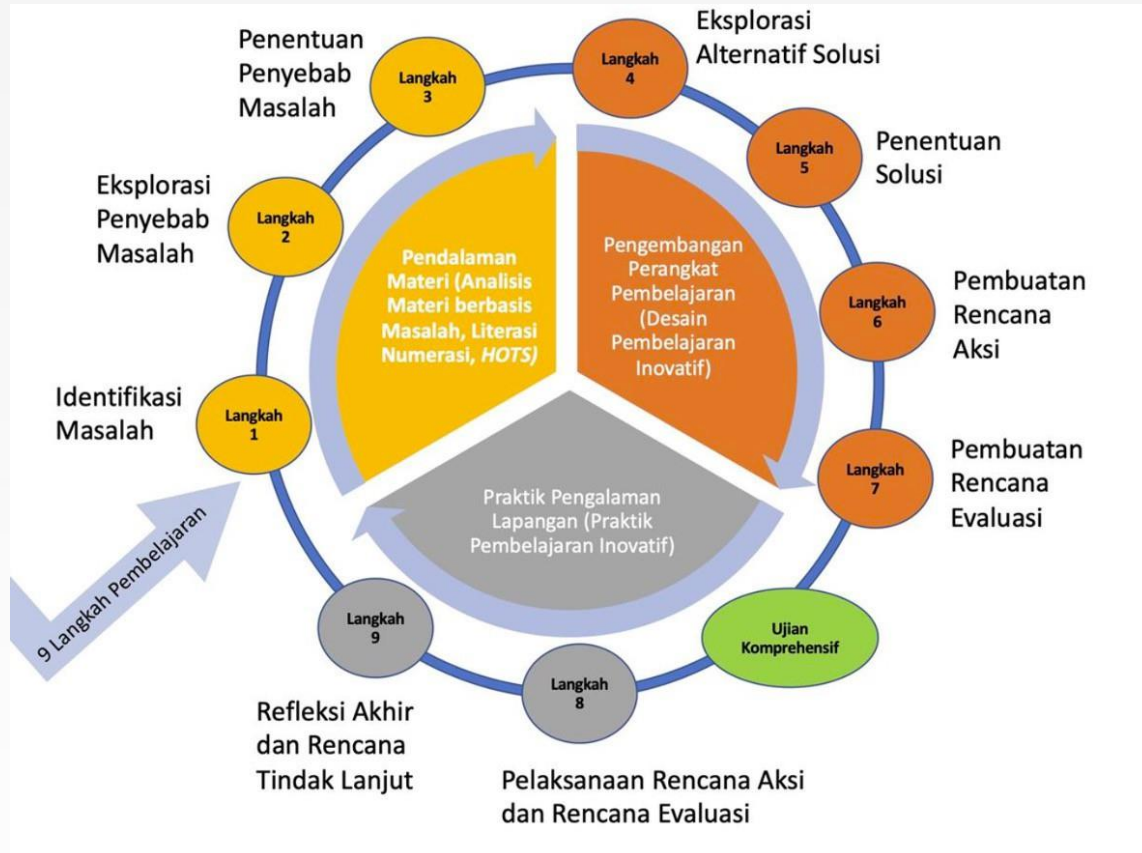 9 Langkah Pembelajaran
Langkah
1
Identifikasi
Masalah
Langkah
2
Eksplorasi
Penyebab
Masalah
Langkah
3
Penentuan
Penyebab
Masalah
Langkah
4
Eksplorasi
Alternatif Solusi
Langkah
5
Penentuan
Solusi
Langkah
6
Pembuatan
Rencana
Aksi
Langkah
7
Pembuatan
Rencana
Evaluasi
Ujian
Komprehensif
Langkah
8
Pelaksanaan Rencana Aksi
dan Rencana Evaluasi
Langkah
9
Refleksi Akhir
dan Rencana
Tindak Lanjut
Pendalaman
Materi (Analisis
Materi berbasis
Masalah, Literasi
Numerasi, HOTS)
Pengembangan
Perangkat
Pembelajaran
(Desain
Pembelajaran
Inovatif)
Praktik Pengalaman
Lapangan (Praktik
Pembelajaran Inovatif)